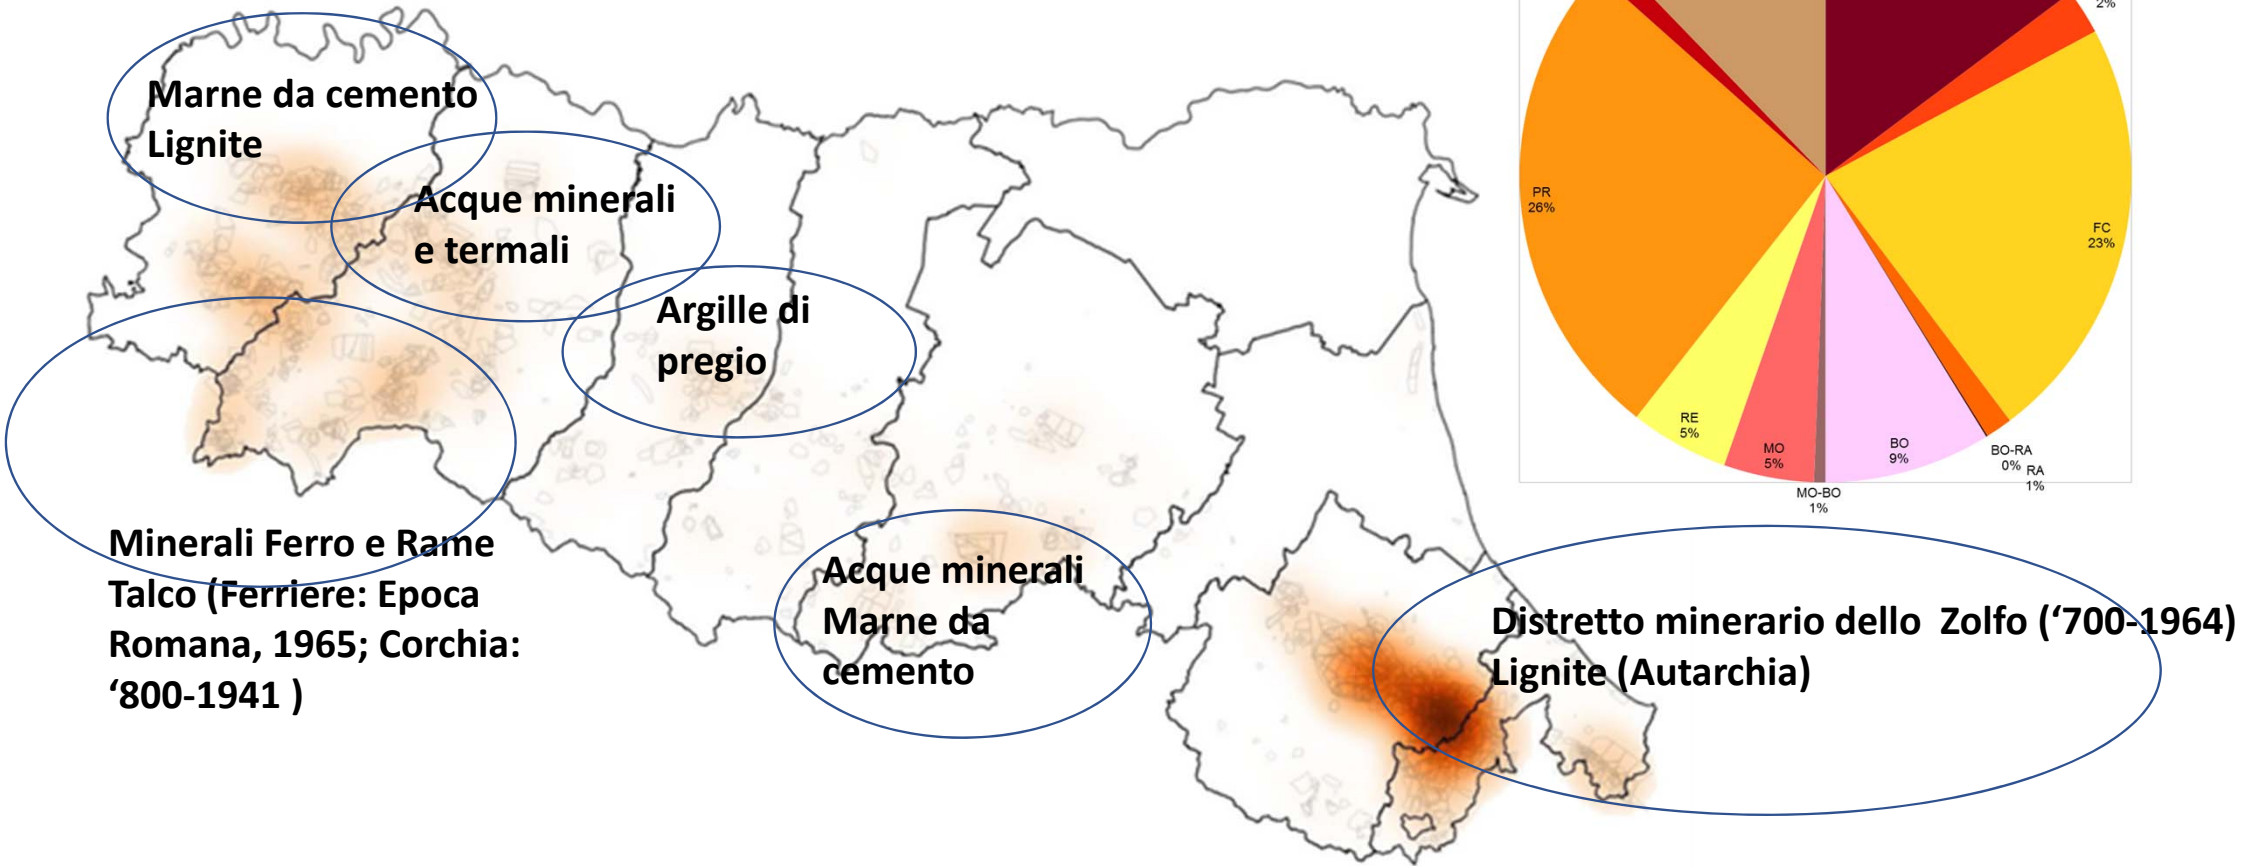 Marne da cemento
Lignite
Acque minerali
e termali
Argille di
pregio
Minerali Ferro e Rame
Talco (Ferriere: Epoca
Romana, 1965; Corchia:
‘800-1941 )
Acque minerali
Marne da
cemento
Distretto minerario dello  Zolfo (‘700-1964)
Lignite (Autarchia)
2%
PR
26%
FC
23%
RE
5%
MO
5%
MO-BO
1%
BO
9%
BO-RA
0%
RA
1%